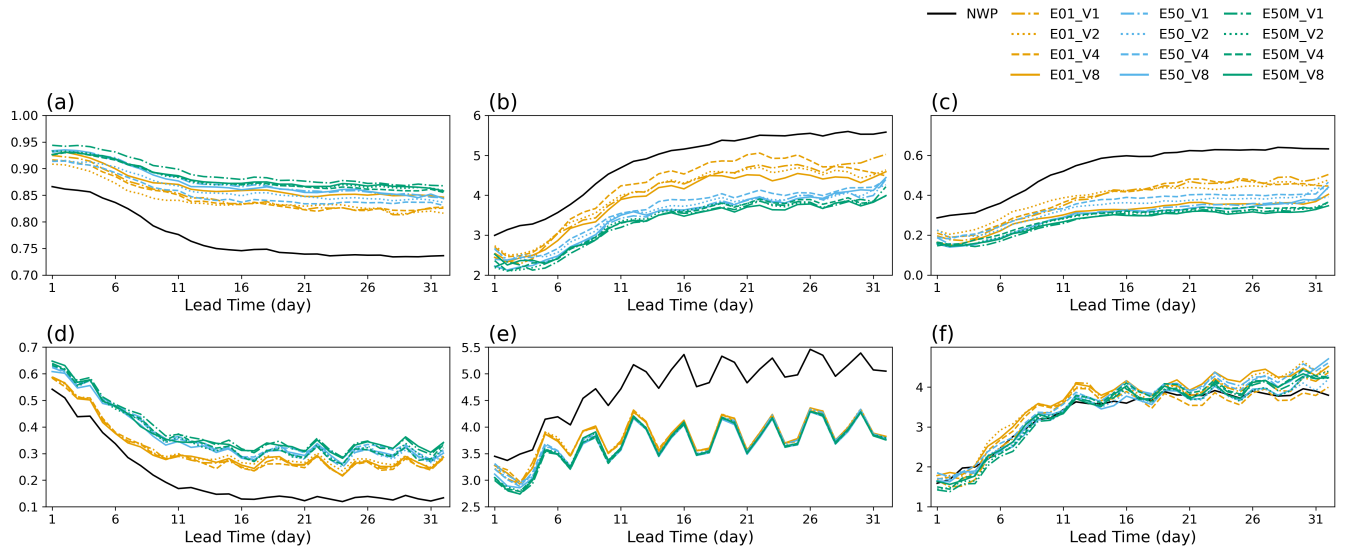 NWP E01_V1 E50_V1 E50M_V1
E01_V2 E50_V2 E50M_V2
E01_V4 E50_V4 E50M_V4
E01_V8 E50_V8 E50M_V8
(a)
1.00
0.95
0.90
0.85
0.80
0.75
0.70
1 6 11 16 21 26 31
Lead Time (day)
(b)
6
5
4
3
2
1 6 11 16 21 26 31
Lead Time (day)
(c)
0.6
0.4
0.2
0.0
1 6 11 16 21 26 31
Lead Time (day)
(d)
0.7
0.6
0.5
0.4
0.3
0.2
0.1
1 6 11 16 21 26 31
Lead Time (day)
(e)
5.5
5.0
4.5
4.0
3.5
3.0
2.5
1 6 11 16 21 26 31
Lead Time (day)
(f)
4
3
2
1
1 6 11 16 21 26 31
Lead Time (day)